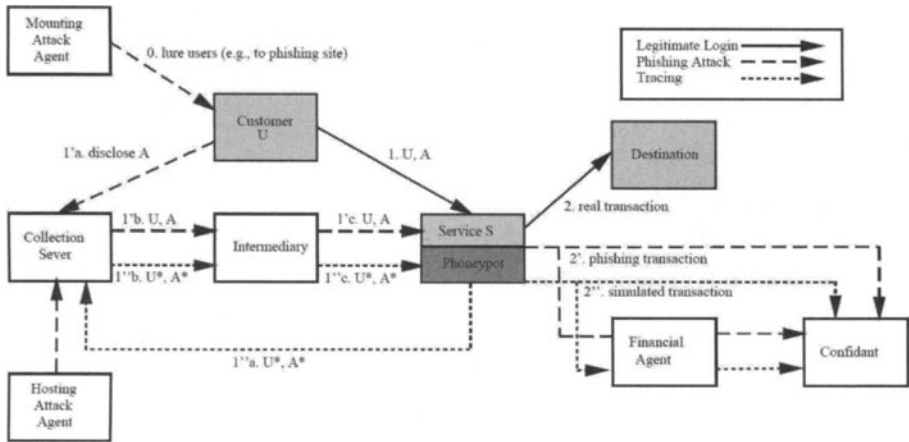 Mounting
Attack
Agent
0. lure users (e.g., to phishing site)
Legitimate Login
Phishing Attack
Tracing
Customer
U
1'a. disclose A
1. U, A
Destination
2. real transaction
Collection
Sever
1'b. U, A
1''b. U*, A*
Intermediary
1'c. U, A
1''c. U*, A*
Service S
Phoneypot
2'. phishing transaction
2''. simulated transaction
1''a. U*, A*
Financial
Agent
Confidant
Hosting
Attack
Agent